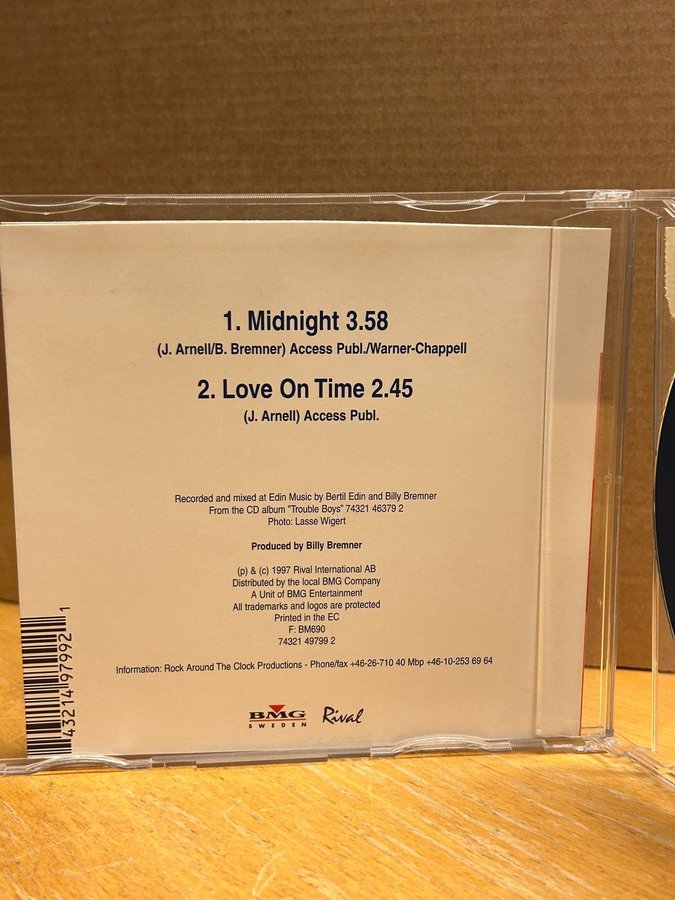 1. Midnight 3.58
(J. Arnell/B. Bremner) Access Publ./Warner-Chappell
2. Love On Time 2.45
(J. Arnell) Access Publ.
Recorded and mixed at Edin Music by Bertil Edin and Billy Bremner
From the CD album "Trouble Boys" 74321 46379 2
Photo: Lasse Wigert
Produced by Billy Bremner
(p) & (c) 1997 Rival International AB
Distributed by the local BMG Company
A Unit of BMG Entertainment
All trademarks and logos are protected
Printed in the EC
F: BM690
74321 49799 2
Information: Rock Around The Clock Productions - Phone/fax +46-26-710 40 Mbp +46-10-253 69 64
BMG
SWEDEN
Rival
43214 97992 1